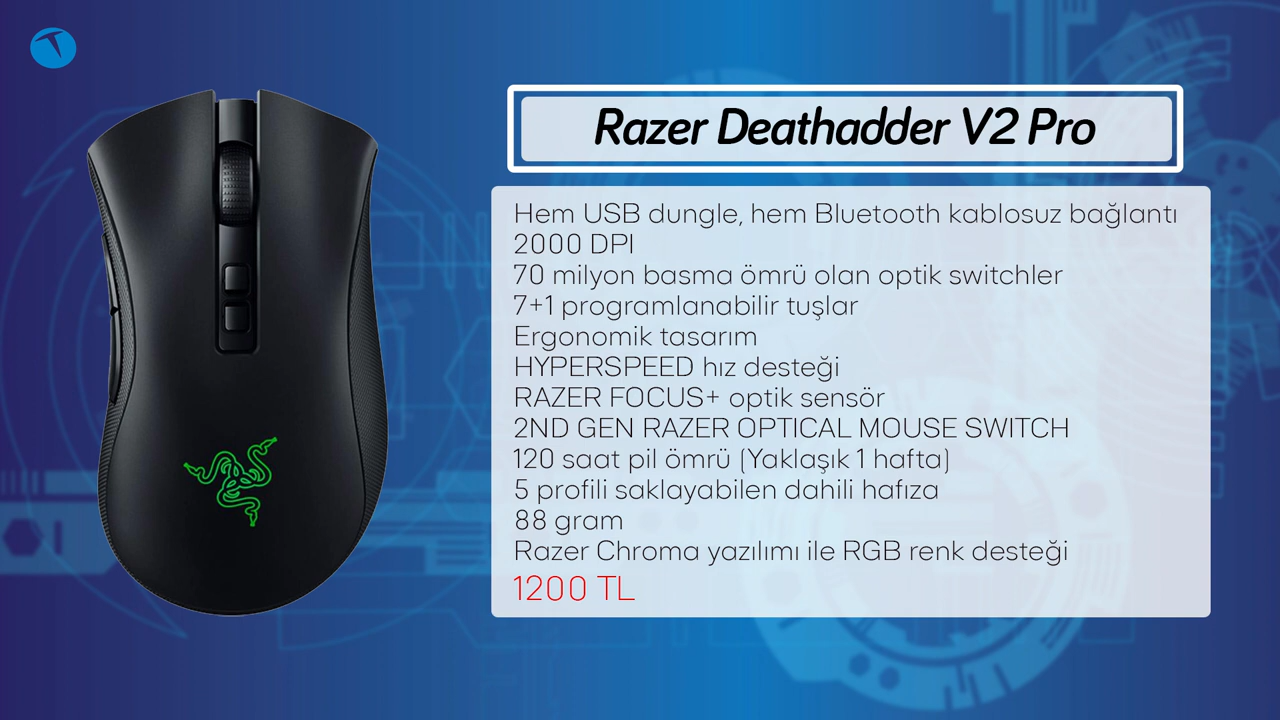 Razer Deathadder V2 Pro
Hem USB dungle, hem Bluetooth kablosuz bağlantı
2000 DPI
70 milyon basma ömrü olan optik switchler
7+1 programlanabilir tuşlar
Ergonomik tasarım
HYPERSPEED hız desteği
RAZER FOCUS+ optik sensör
2ND GEN RAZER OPTICAL MOUSE SWITCH
120 saat pil ömrü (Yaklaşık 1 hafta)
5 profili saklayabilen dahili hafıza
88 gram
Razer Chroma yazılımı ile RGB renk desteği
1200 TL